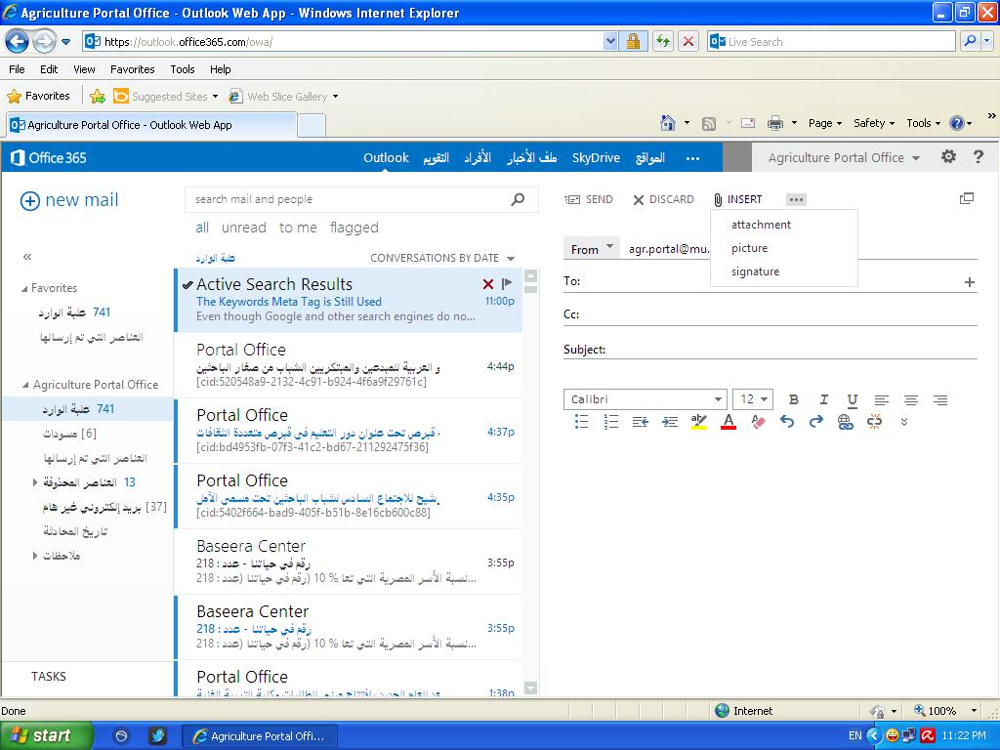 Agriculture Portal Office - Outlook Web App - Windows Internet Explorer
https://outlook.office365.com/owa/
Live Search
File Edit View Favorites Tools Help
Favorites Suggested Sites Web Slice Gallery
Agriculture Portal Office - Outlook Web App
Page Safety Tools
Office 365
Outlook التقويم الأفراد ملف الأخبار SkyDrive المواقع ...
Agriculture Portal Office ?
new mail
search mail and people
all unread to me flagged
علبة الوارد CONVERSATIONS BY DATE
«
Favorites
علبة الوارد 741
العناصر التي تم إرسالها
Agriculture Portal Office
علبة الوارد 741
مسودات [6]
العناصر التي تم إرسالها
العناصر المحذوفة 13
بريد إلكتروني غير هام [37]
تاريخ المحادثة
ملاحظات
TASKS
Active Search Results
The Keywords Meta Tag is Still Used 11:00p
Even though Google and other search engines do no...
Portal Office
و العربية للمبدعين والمبتكريين الشباب من صغار الباحثين 4:44p
[cid:520548a9-2132-4c91-b924-4f6a9f29761c]
Portal Office
قبرص تحت عنوان دور التعليم فى قبرص متعددة الثقافات 4:37p
[cid:bd4953fb-07f3-41c2-bd67-211292475f36]
Portal Office
شيح للاجتماع السادس لشباب الباحثين تحت مسمى الأمل 4:35p
[cid:5402f664-bad9-405f-b51b-8e16cb600c88]
Baseera Center
رقم في حياتنا - عدد : 218 3:55p
218 : نسبة الأسر المصرية التي تعا % 10 (رقم في حياتنا (عدد...
Baseera Center
رقم في حياتنا - عدد : 218 3:55p
218 : نسبة الأسر المصرية التي تعا % 10 (رقم في حياتنا (عدد...
Portal Office
1:38p
SEND DISCARD INSERT ...
attachment
picture
signature
From agr.portal@mu.
To:
Cc:
Subject:
Calibri 12 B I U
Done Internet 100%
start Agriculture Portal Offi... EN 11:22 PM